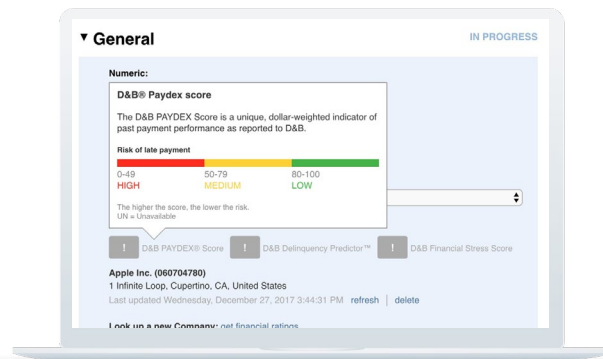 ▼ General
IN PROGRESS
Numeric:
D&B® Paydex score
The D&B PAYDEX Score is a unique, dollar-weighted indicator of
past payment performance as reported to D&B.
Risk of late payment
0-49 50-79 80-100
HIGH MEDIUM LOW
The higher the score, the lower the risk.
UN = Unavailable
! D&B PAYDEX® Score ! D&B Delinquency Predictor™ ! D&B Financial Stress Score
Apple Inc. (060704780)
1 Infinite Loop, Cupertino, CA, United States
Last updated Wednesday, December 27, 2017 3:44:31 PM refresh | delete
Look up a new Company: get financial ratings